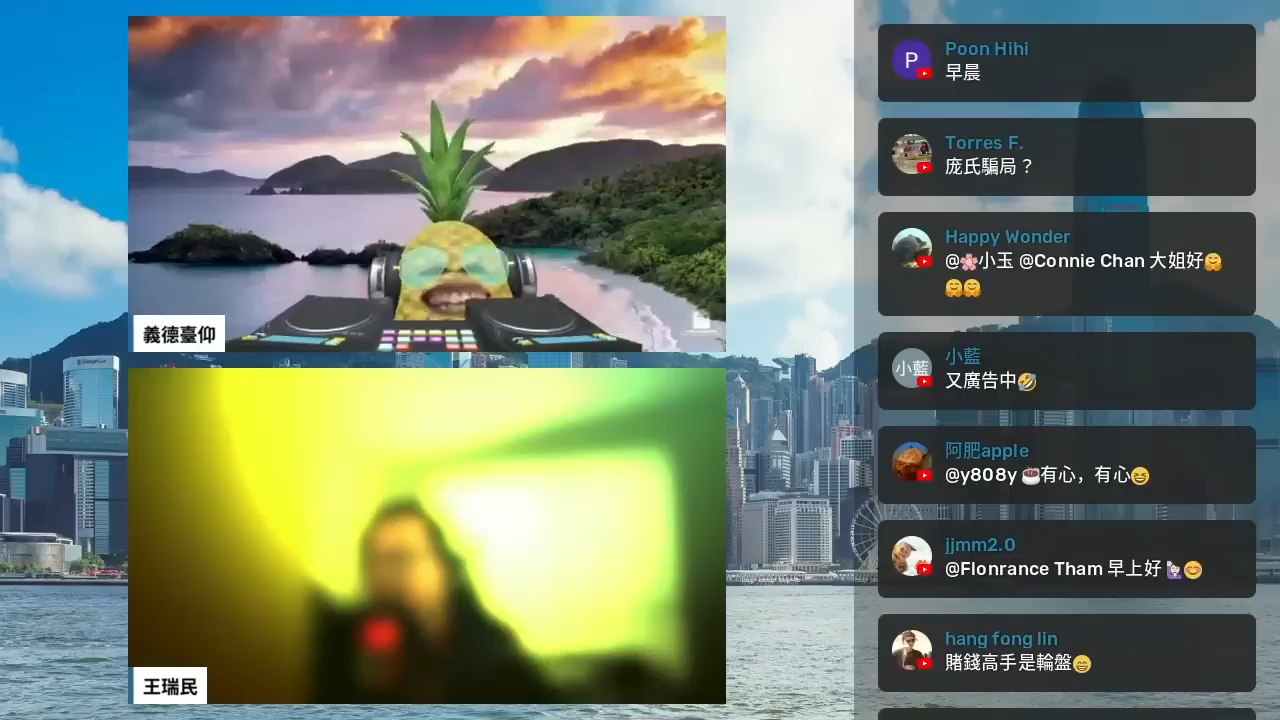 義德臺仰
王瑞民
P
Poon Hihi
早晨
Torres F.
庞氏騙局？
Happy Wonder
@🌸小玉 @Connie Chan 大姐好🤗
🤗🤗
小藍
小藍
又廣告中🤣
阿肥apple
@y808y ☕有心，有心😆
jjmm2.0
@Flonrance Tham 早上好🙋🏻‍♀️😊
hang fong lin
賭錢高手是輪盤😄